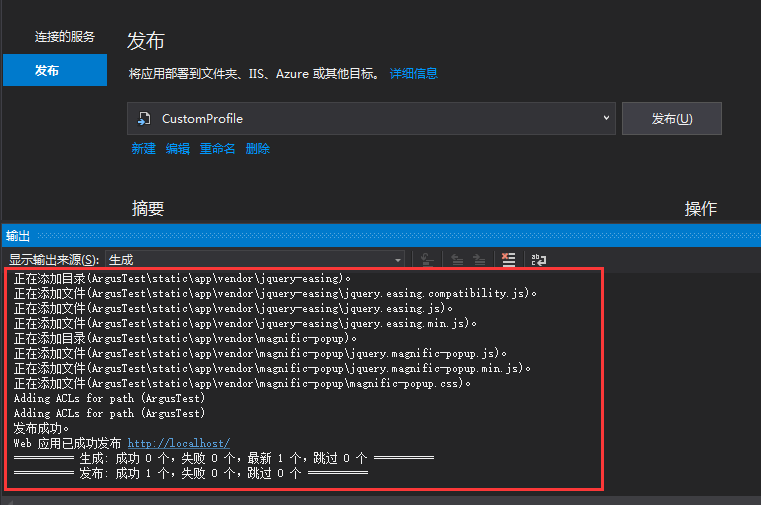 连接的服务
发布
发布
将应用部署到文件夹、IIS、Azure 或其他目标。 详细信息
CustomProfile
发布(U)
新建 编辑 重命名 删除
摘要
操作
输出
显示输出来源(S): 生成
正在添加目录(ArgusTest\static\app\vendor\jquery-easing)。
正在添加文件(ArgusTest\static\app\vendor\jquery-easing\jquery.easing.compatibility.js)。
正在添加文件(ArgusTest\static\app\vendor\jquery-easing\jquery.easing.js)。
正在添加文件(ArgusTest\static\app\vendor\jquery-easing\jquery.easing.min.js)。
正在添加目录(ArgusTest\static\app\vendor\magnific-popup)。
正在添加文件(ArgusTest\static\app\vendor\magnific-popup\jquery.magnific-popup.js)。
正在添加文件(ArgusTest\static\app\vendor\magnific-popup\jquery.magnific-popup.min.js)。
正在添加文件(ArgusTest\static\app\vendor\magnific-popup\magnific-popup.css)。
Adding ACLs for path (ArgusTest)
Adding ACLs for path (ArgusTest)
发布成功。
Web 应用已成功发布 http://localhost/
========== 生成: 成功 0 个，失败 0 个，最新 1 个，跳过 0 个 ==========
========== 发布: 成功 1 个，失败 0 个，跳过 0 个 ==========